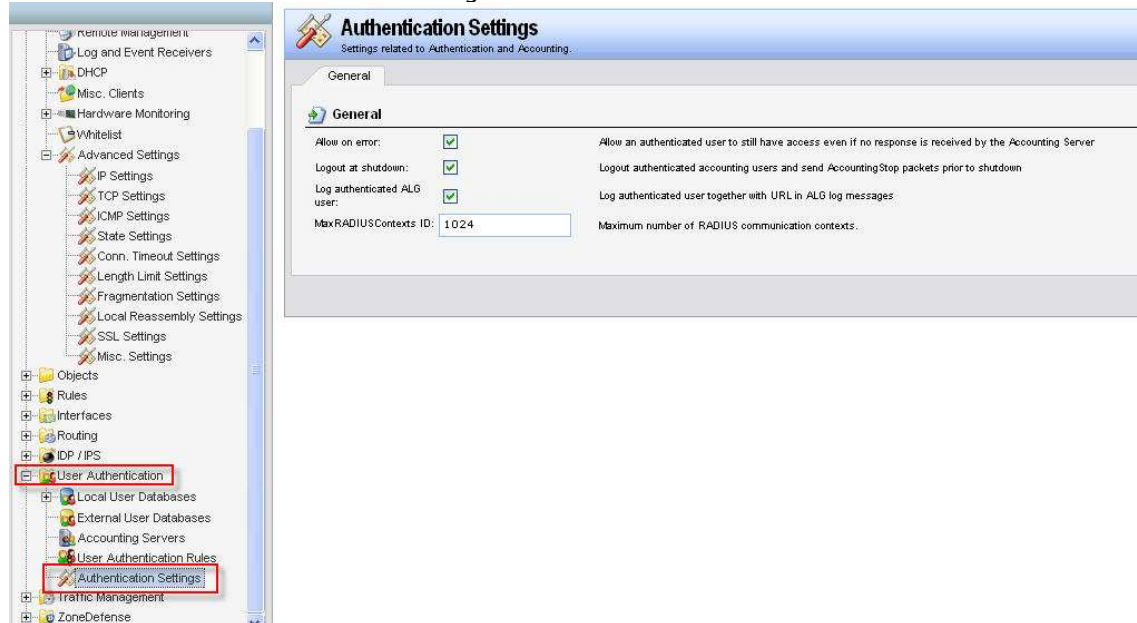 Remote Management
Log and Event Receivers
DHCP
Misc. Clients
Hardware Monitoring
Whitelist
Advanced Settings
IP Settings
TCP Settings
ICMP Settings
State Settings
Conn. Timeout Settings
Length Limit Settings
Fragmentation Settings
Local Reassembly Settings
SSL Settings
Misc. Settings
Objects
Rules
Interfaces
Routing
IDP / IPS
User Authentication
Local User Databases
External User Databases
Accounting Servers
User Authentication Rules
Authentication Settings
Traffic Management
ZoneDefense
Authentication Settings
Settings related to Authentication and Accounting.
General
General
Allow on error: Allow an authenticated user to still have access even if no response is received by the Accounting Server
Logout at shutdown: Logout authenticated accounting users and send AccountingStop packets prior to shutdown
Log authenticated ALG
user: Log authenticated user together with URL in ALG log messages
MaxRADIUSContexts ID: 1024 Maximum number of RADIUS communication contexts.